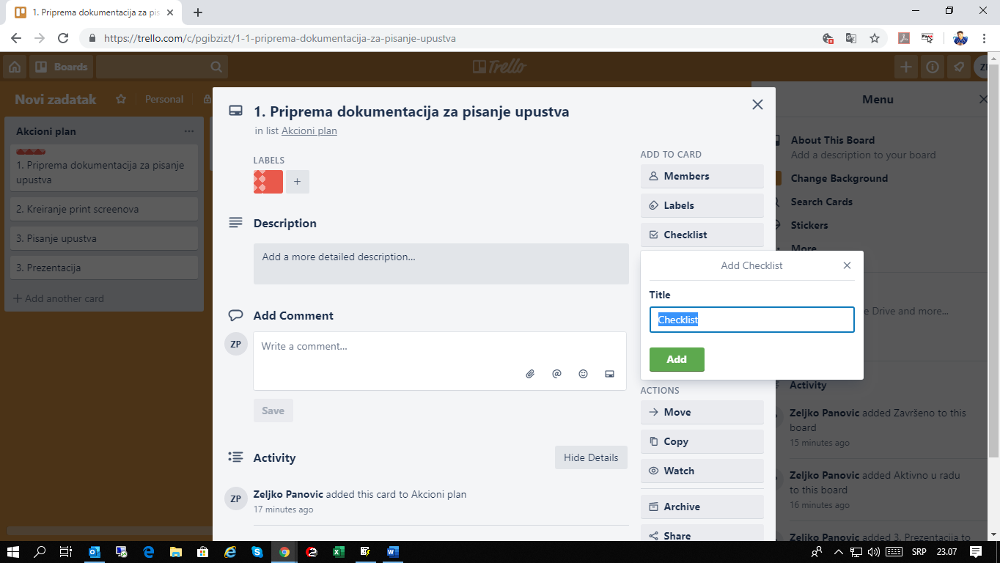 1. Priprema dokumentacija za pis
https://trello.com/c/pgibzizt/1-1-priprema-dokumentacija-za-pisanje-upustva
Boards
Trello
Novi zadatak
Personal
Menu
Akcioni plan
1. Priprema dokumentacija za pisanje
upustva
2. Kreiranje print screenova
3. Pisanje upustva
3. Prezentacija
Add another card
1. Priprema dokumentacija za pisanje upustva
in list Akcioni plan
LABELS
Description
Add a more detailed description...
Add Comment
ZP
Write a comment...
@
Save
Activity
Hide Details
ZP
Zeljko Panovic added this card to Akcioni plan
17 minutes ago
ADD TO CARD
Members
Labels
Checklist
Add Checklist
Title
Checklist
Add
ACTIONS
Move
Copy
Watch
Archive
Share
About This Board
Add a description to your board
Change Background
Search Cards
Stickers
More
e Drive and more...
Activity
Zeljko Panovic added Završeno to this
board
15 minutes ago
Zeljko Panovic added Aktivno u radu
to this board
16 minutes ago
Zeljko Panovic added 3. Prezentacija to
SRP
23.07